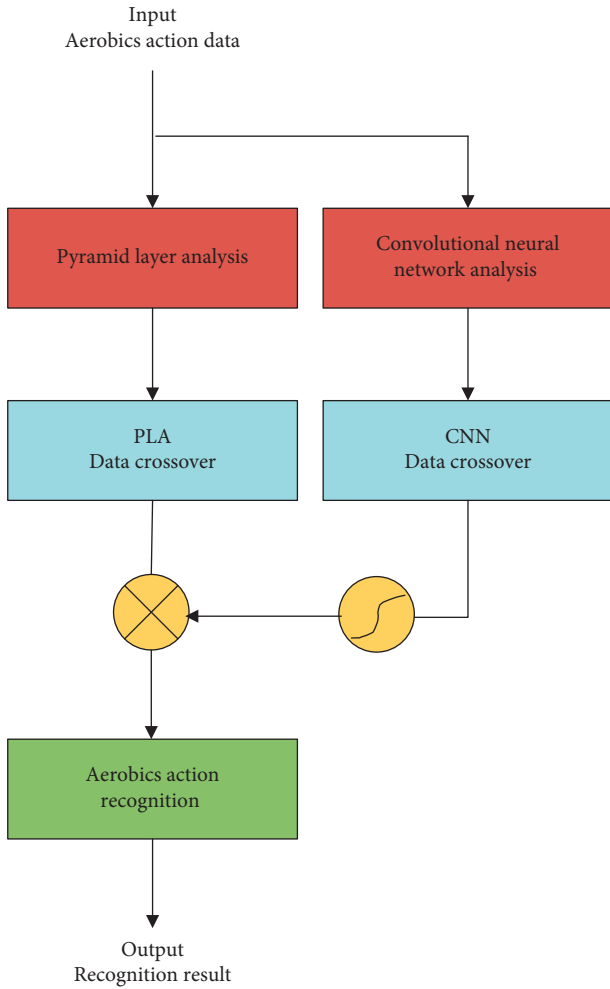 Input
Aerobics action data
Pyramid layer analysis
Convolutional neural
network analysis
PLA
Data crossover
CNN
Data crossover
Aerobics action
recognition
Output
Recognition result